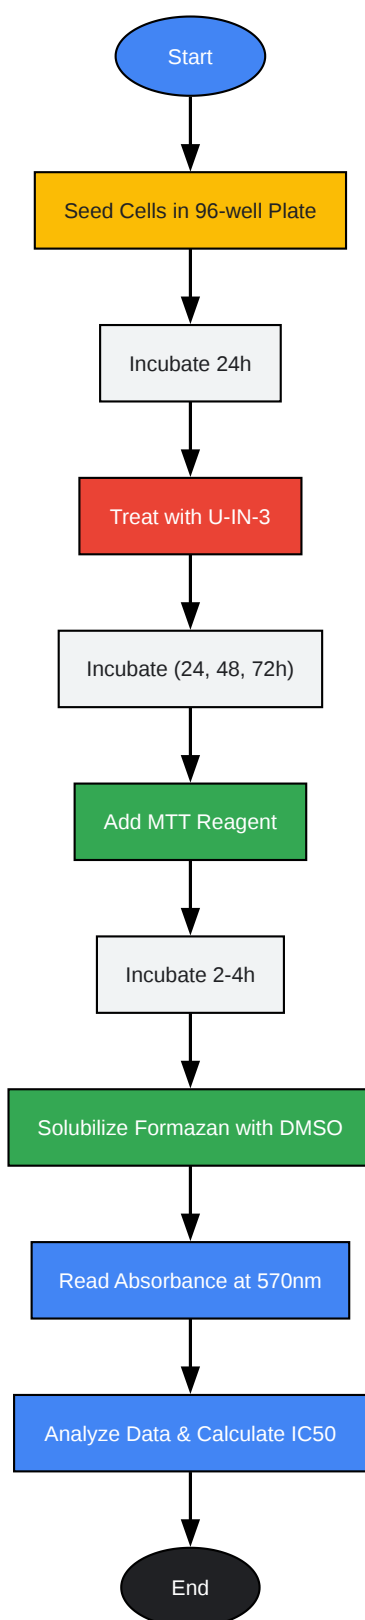 Start
Seed Cells in 96-well Plate
Incubate 24h
Treat with U-IN-3
Incubate (24, 48, 72h)
Add MTT Reagent
Incubate 2-4h
Solubilize Formazan with DMSO
Read Absorbance at 570nm
Analyze Data & Calculate IC50
End